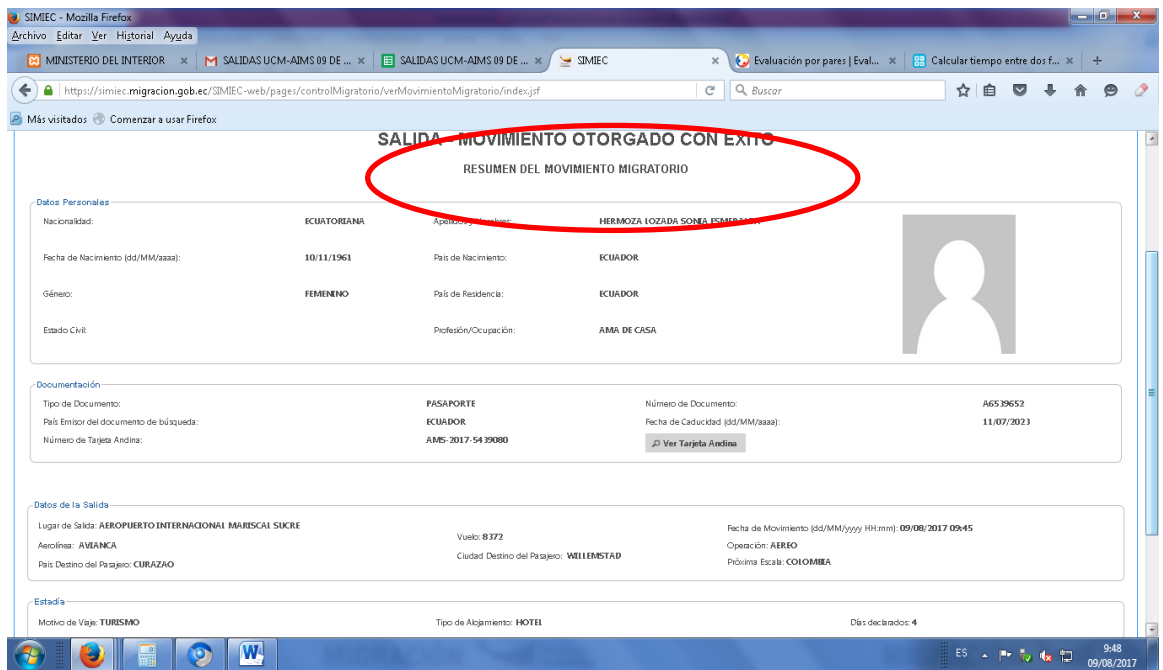 SIMIEC - Mozilla Firefox
Archivo Editar Ver Historial Ayuda
MINISTERIO DEL INTERIOR × SALIDAS UCM-AIMS 09 DE ... × SALIDAS UCM-AIMS 09 DE ... × SIMIEC × Evaluación por pares | Eval... × Calcular tiempo entre dos f... × +
https://simiec.migracion.gob.ec/SIMIEC-web/pages/controlMigratorio/verMovimientoMigratorio/index.jsf Buscar
Más visitados Comenzar a usar Firefox
SALIDA - MOVIMIENTO OTORGADO CON EXITO
RESUMEN DEL MOVIMIENTO MIGRATORIO
Datos Personales
Nacionalidad: ECUATORIANA Apellidos y Nombres: HERMOZA LOZADA SONIA
Fecha de Nacimiento (dd/MM/aaaa): 10/11/1961 País de Nacimiento: ECUADOR
Género: FEMENINO País de Residencia: ECUADOR
Estado Civil: Profesión/Ocupación: AMA DE CASA
Documentación
Tipo de Documento: PASAPORTE Número de Documento: A6539652
País Emisor del documento de búsqueda: ECUADOR Fecha de Caducidad (dd/MM/aaaa): 11/07/2023
Número de Tarjeta Andina: AMS-2017-5439080 Ver Tarjeta Andina
Datos de la Salida
Lugar de Salida: AEROPUERTO INTERNACIONAL MARISCAL SUCRE Vuelo: 8372 Fecha de Movimiento (dd/MM/yyyy HH:mm): 09/08/2017 09:45
Aerolínea: AVIANCA Ciudad Destino del Pasajero: WILLEMSTAD Operación: AEREO
País Destino del Pasajero: CURAZAO Próxima Escala: COLOMBIA
Estadía
Motivo de Viaje: TURISMO Tipo de Alojamiento: HOTEL Días declarados: 4
ES 9:48
09/08/2017